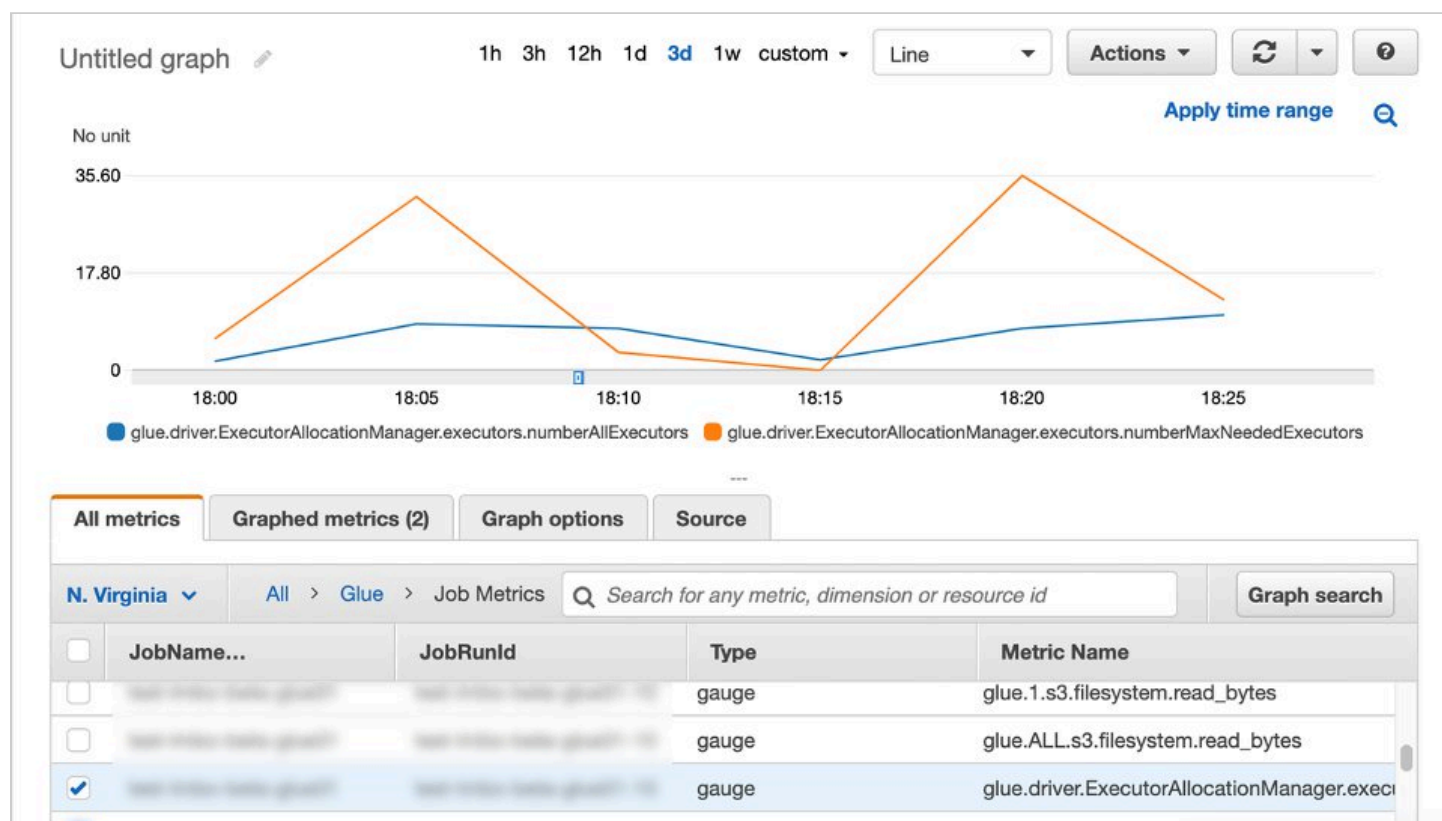 Untitled graph 1h 3h 12h 1d 3d 1w custom Line Actions
Apply time range
No unit
35.60
17.80
0
18:00 18:05 18:10 18:15 18:20 18:25
glue.driver.ExecutorAllocationManager.executors.numberAllExecutors glue.driver.ExecutorAllocationManager.executors.numberMaxNeededExecutors
All metrics Graphed metrics (2) Graph options Source
N. Virginia All > Glue > Job Metrics Search for any metric, dimension or resource id Graph search
JobName... JobRunId Type Metric Name
gauge glue.1.s3.filesystem.read_bytes
gauge glue.ALL.s3.filesystem.read_bytes
gauge glue.driver.ExecutorAllocationManager.execu